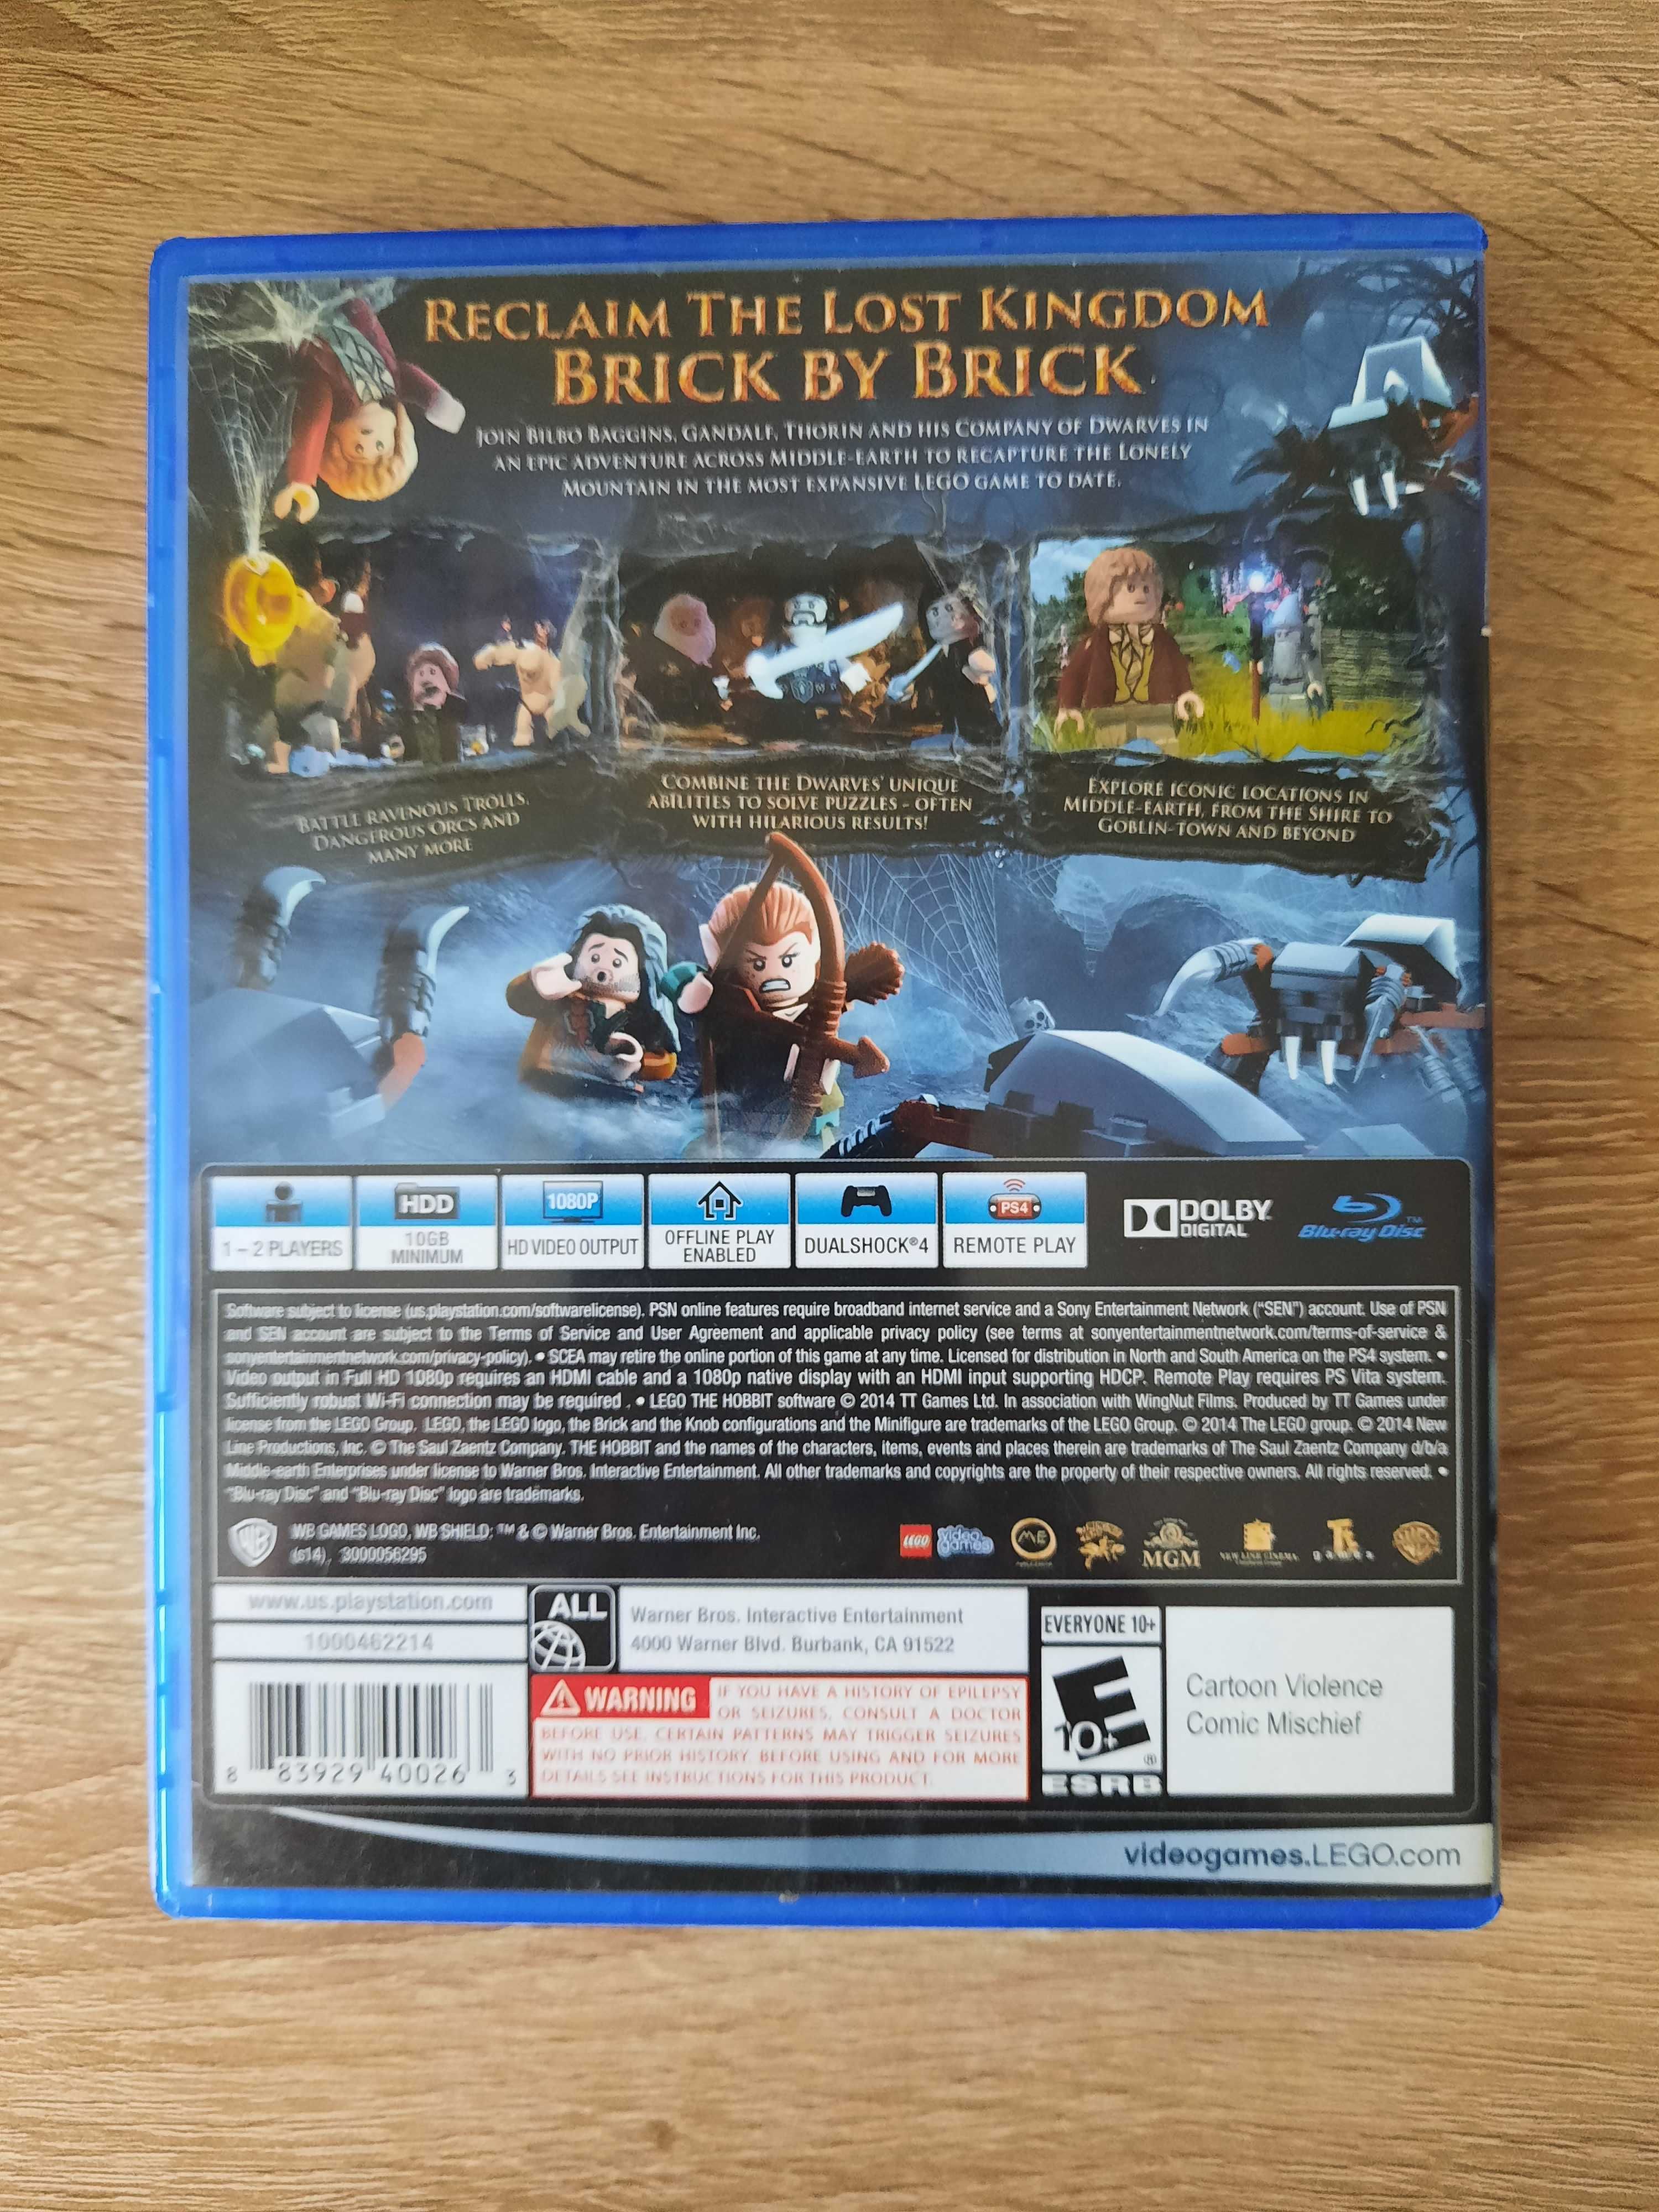 RECLAIM THE LOST KINGDOM
BRICK BY BRICK
JOIN BILBO BAGGINS, GANDALF, THORIN AND HIS COMPANY OF DWARVES IN
AN EPIC ADVENTURE ACROSS MIDDLE-EARTH TO RECAPTURE THE LONELY
MOUNTAIN IN THE MOST EXPANSIVE LEGO GAME TO DATE.
BATTLE RAVENOUS TROLLS,
DANGEROUS ORCS AND
MANY MORE
COMBINE THE DWARVES' UNIQUE
ABILITIES TO SOLVE PUZZLES - OFTEN
WITH HILARIOUS RESULTS!
EXPLORE ICONIC LOCATIONS IN
MIDDLE-EARTH, FROM THE SHIRE TO
GOBLIN-TOWN AND BEYOND
1 – 2 PLAYERS
HDD
10GB
MINIMUM
1080P
HD VIDEO OUTPUT
OFFLINE PLAY
ENABLED
DUALSHOCK®4
PS4
REMOTE PLAY
DOLBY
DIGITAL
Blu-ray Disc™
Software subject to license (us.playstation.com/softwarelicense). PSN online features require broadband internet service and a Sony Entertainment Network ("SEN") account. Use of PSN
and SEN account are subject to the Terms of Service and User Agreement and applicable privacy policy (see terms at sonyentertainmentnetwork.com/terms-of-service &
sonyentertainmentnetwork.com/privacy-policy). • SCEA may retire the online portion of this game at any time. Licensed for distribution in North and South America on the PS4 system. •
Video output in Full HD 1080p requires an HDMI cable and a 1080p native display with an HDMI input supporting HDCP. Remote Play requires PS Vita system.
Sufficiently robust Wi-Fi connection may be required . • LEGO THE HOBBIT software © 2014 TT Games Ltd. In association with WingNut Films. Produced by TT Games under
license from the LEGO Group. LEGO, the LEGO logo, the Brick and the Knob configurations and the Minifigure are trademarks of the LEGO Group. © 2014 The LEGO group. © 2014 New
Line Productions, Inc. © The Saul Zaentz Company. THE HOBBIT and the names of the characters, items, events and places therein are trademarks of The Saul Zaentz Company d/b/a
Middle-earth Enterprises under license to Warner Bros. Interactive Entertainment. All other trademarks and copyrights are the property of their respective owners. All rights reserved. •
"Blu-ray Disc" and "Blu-ray Disc" logo are trademarks.
WB
WB GAMES LOGO, WB SHIELD: ™ & © Warner Bros. Entertainment Inc.
(s14) 3000056295
LEGO
video
games
ME
MGM
NEW LINE CINEMA
games
www.us.playstation.com
1000462214
8 83929 40026 3
ALL
Warner Bros. Interactive Entertainment
4000 Warner Blvd. Burbank, CA 91522
WARNING
IF YOU HAVE A HISTORY OF EPILEPSY
OR SEIZURES, CONSULT A DOCTOR
BEFORE USE. CERTAIN PATTERNS MAY TRIGGER SEIZURES
WITH NO PRIOR HISTORY. BEFORE USING AND FOR MORE
DETAILS SEE INSTRUCTIONS FOR THIS PRODUCT.
EVERYONE 10+
E
10+
®
ESRB
Cartoon Violence
Comic Mischief
videogames.LEGO.com